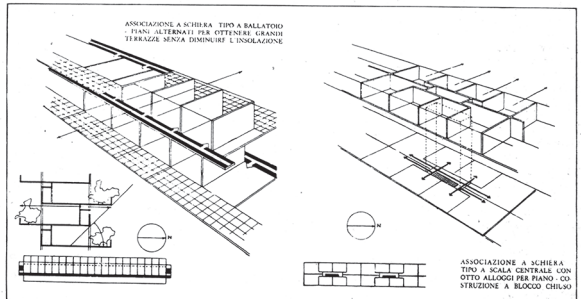 ASSOCIAZIONE A SCHIERA TIPO A BALLATOIO
- PIANI ALTERNATI PER OTTENERE GRANDI
TERRAZZE SENZA DIMINUIRE L'INSOLAZIONE
N
N
ASSOCIAZIONE A SCHIERA
TIPO A SCALA CENTRALE CON
OTTO ALLOGGI PER PIANO - CO-
STRUZIONE A BLOCCO CHIUSO